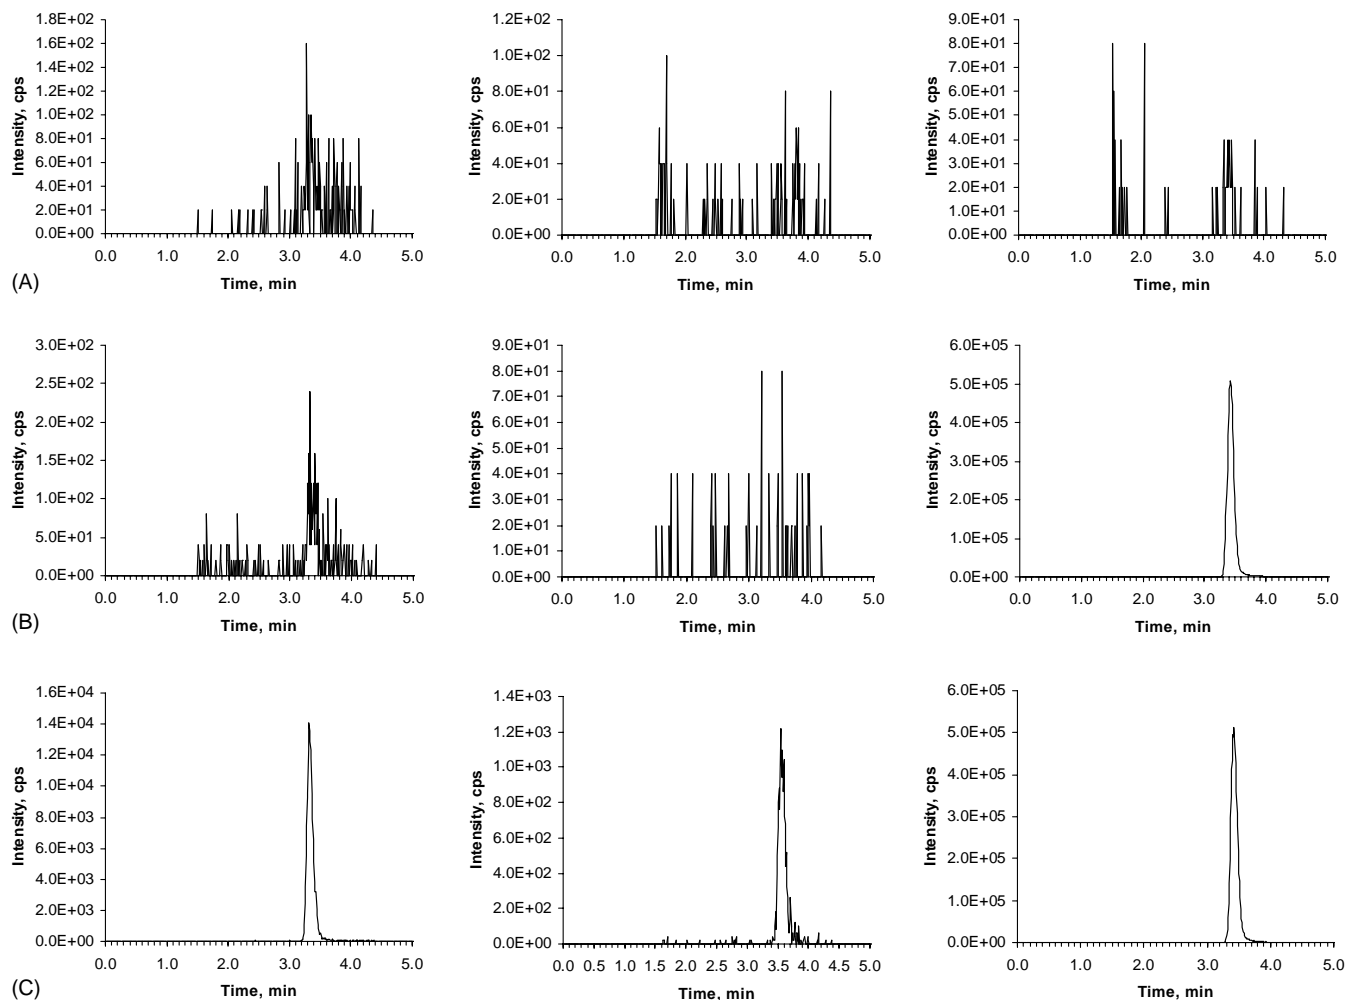 1.8E+02
1.6E+02
1.4E+02
1.2E+02
1.0E+02
8.0E+01
6.0E+01
4.0E+01
2.0E+01
0.0E+00
Intensity, cps
0.0 1.0 2.0 3.0 4.0 5.0
Time, min
1.2E+02
1.0E+02
8.0E+01
6.0E+01
4.0E+01
2.0E+01
0.0E+00
Intensity, cps
0.0 1.0 2.0 3.0 4.0 5.0
Time, min
9.0E+01
8.0E+01
7.0E+01
6.0E+01
5.0E+01
4.0E+01
3.0E+01
2.0E+01
1.0E+01
0.0E+00
Intensity, cps
0.0 1.0 2.0 3.0 4.0 5.0
Time, min
(A)
3.0E+02
2.5E+02
2.0E+02
1.5E+02
1.0E+02
5.0E+01
0.0E+00
Intensity, cps
0.0 1.0 2.0 3.0 4.0 5.0
Time, min
9.0E+01
8.0E+01
7.0E+01
6.0E+01
5.0E+01
4.0E+01
3.0E+01
2.0E+01
1.0E+01
0.0E+00
Intensity, cps
0.0 1.0 2.0 3.0 4.0 5.0
Time, min
6.0E+05
5.0E+05
4.0E+05
3.0E+05
2.0E+05
1.0E+05
0.0E+00
Intensity, cps
0.0 1.0 2.0 3.0 4.0 5.0
Time, min
(B)
1.6E+04
1.4E+04
1.2E+04
1.0E+04
8.0E+03
6.0E+03
4.0E+03
2.0E+03
0.0E+00
Intensity, cps
0.0 1.0 2.0 3.0 4.0 5.0
Time, min
1.4E+03
1.2E+03
1.0E+03
8.0E+02
6.0E+02
4.0E+02
2.0E+02
0.0E+00
Intensity, cps
0.0 0.5 1.0 1.5 2.0 2.5 3.0 3.5 4.0 4.5 5.0
Time, min
6.0E+05
5.0E+05
4.0E+05
3.0E+05
2.0E+05
1.0E+05
0.0E+00
Intensity, cps
0.0 1.0 2.0 3.0 4.0 5.0
Time, min
(C)